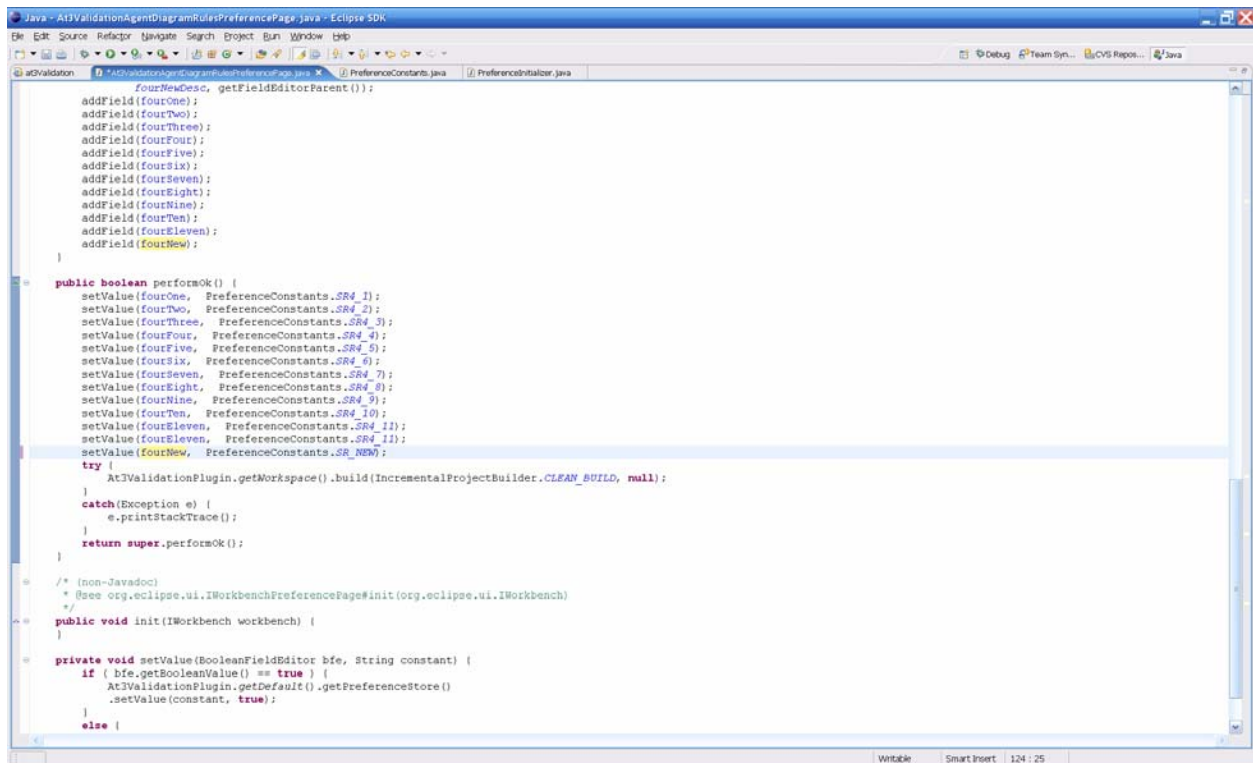 Java - At3ValidationAgentDiagramRulesPreferencePage.java - Eclipse SDK
File Edit Source Refactor Navigate Search Project Run Window Help
Debug Team Syn... CVS Repos... Java
at3Validation *At3ValidationAgentDiagramRulesPreferencePage.java PreferenceConstants.java PreferenceInitializer.java
fourNewDesc, getFieldEditorParent());
addField(fourOne);
addField(fourTwo);
addField(fourThree);
addField(fourFour);
addField(fourFive);
addField(fourSix);
addField(fourSeven);
addField(fourEight);
addField(fourNine);
addField(fourTen);
addField(fourEleven);
addField(fourNew);
}
public boolean performOk() {
setValue(fourOne, PreferenceConstants.SR4_1);
setValue(fourTwo, PreferenceConstants.SR4_2);
setValue(fourThree, PreferenceConstants.SR4_3);
setValue(fourFour, PreferenceConstants.SR4_4);
setValue(fourFive, PreferenceConstants.SR4_5);
setValue(fourSix, PreferenceConstants.SR4_6);
setValue(fourSeven, PreferenceConstants.SR4_7);
setValue(fourEight, PreferenceConstants.SR4_8);
setValue(fourNine, PreferenceConstants.SR4_9);
setValue(fourTen, PreferenceConstants.SR4_10);
setValue(fourEleven, PreferenceConstants.SR4_11);
setValue(fourEleven, PreferenceConstants.SR4_11);
setValue(fourNew, PreferenceConstants.SR_NEW);
try {
At3ValidationPlugin.getWorkspace().build(IncrementalProjectBuilder.CLEAN_BUILD, null);
}
catch(Exception e) {
e.printStackTrace();
}
return super.performOk();
}
/* (non-Javadoc)
* @see org.eclipse.ui.IWorkbenchPreferencePage#init(org.eclipse.ui.IWorkbench)
*/
public void init(IWorkbench workbench) {
}
private void setValue(BooleanFieldEditor bfe, String constant) {
if ( bfe.getBooleanValue() == true ) {
At3ValidationPlugin.getDefault().getPreferenceStore()
.setValue(constant, true);
}
else {
Writable Smart Insert 124 : 25